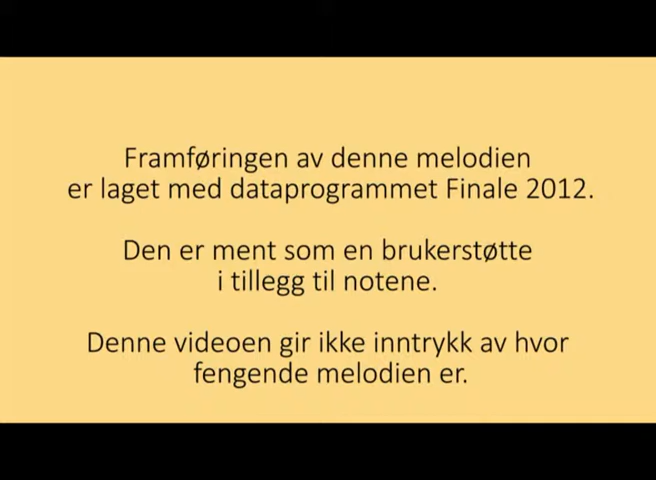 Framføringen av denne melodien
er laget med dataprogrammet Finale 2012.
Den er ment som en brukerstøtte
i tillegg til notene.
Denne videoen gir ikke inntrykk av hvor
fengende melodien er.